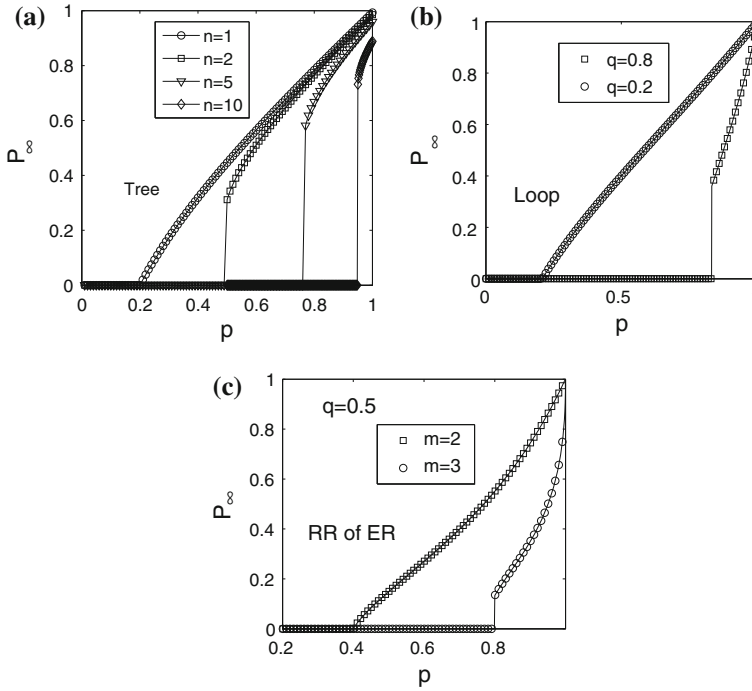 (a)
1
0.8
0.6
0.4
0.2
0
P∞
n=1
n=2
n=5
n=10
Tree
0 0.2 0.4 0.6 0.8 1
p
(b)
1
0.8
0.6
0.4
0.2
0
P∞
q=0.8
q=0.2
Loop
0 0.5
p
(c)
1
0.8
0.6
0.4
0.2
0
P∞
q=0.5
m=2
m=3
RR of ER
0.2 0.4 0.6 0.8
p